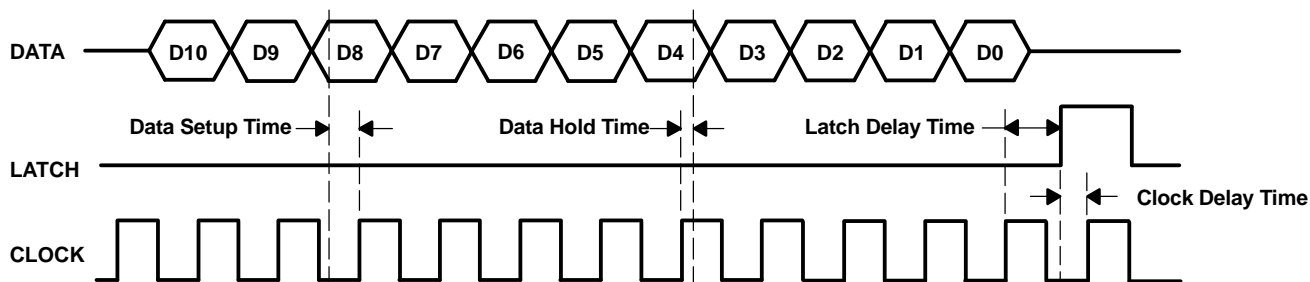 DATA D10 D9 D8 D7 D6 D5 D4 D3 D2 D1 D0
Data Setup Time Data Hold Time Latch Delay Time
LATCH
Clock Delay Time
CLOCK